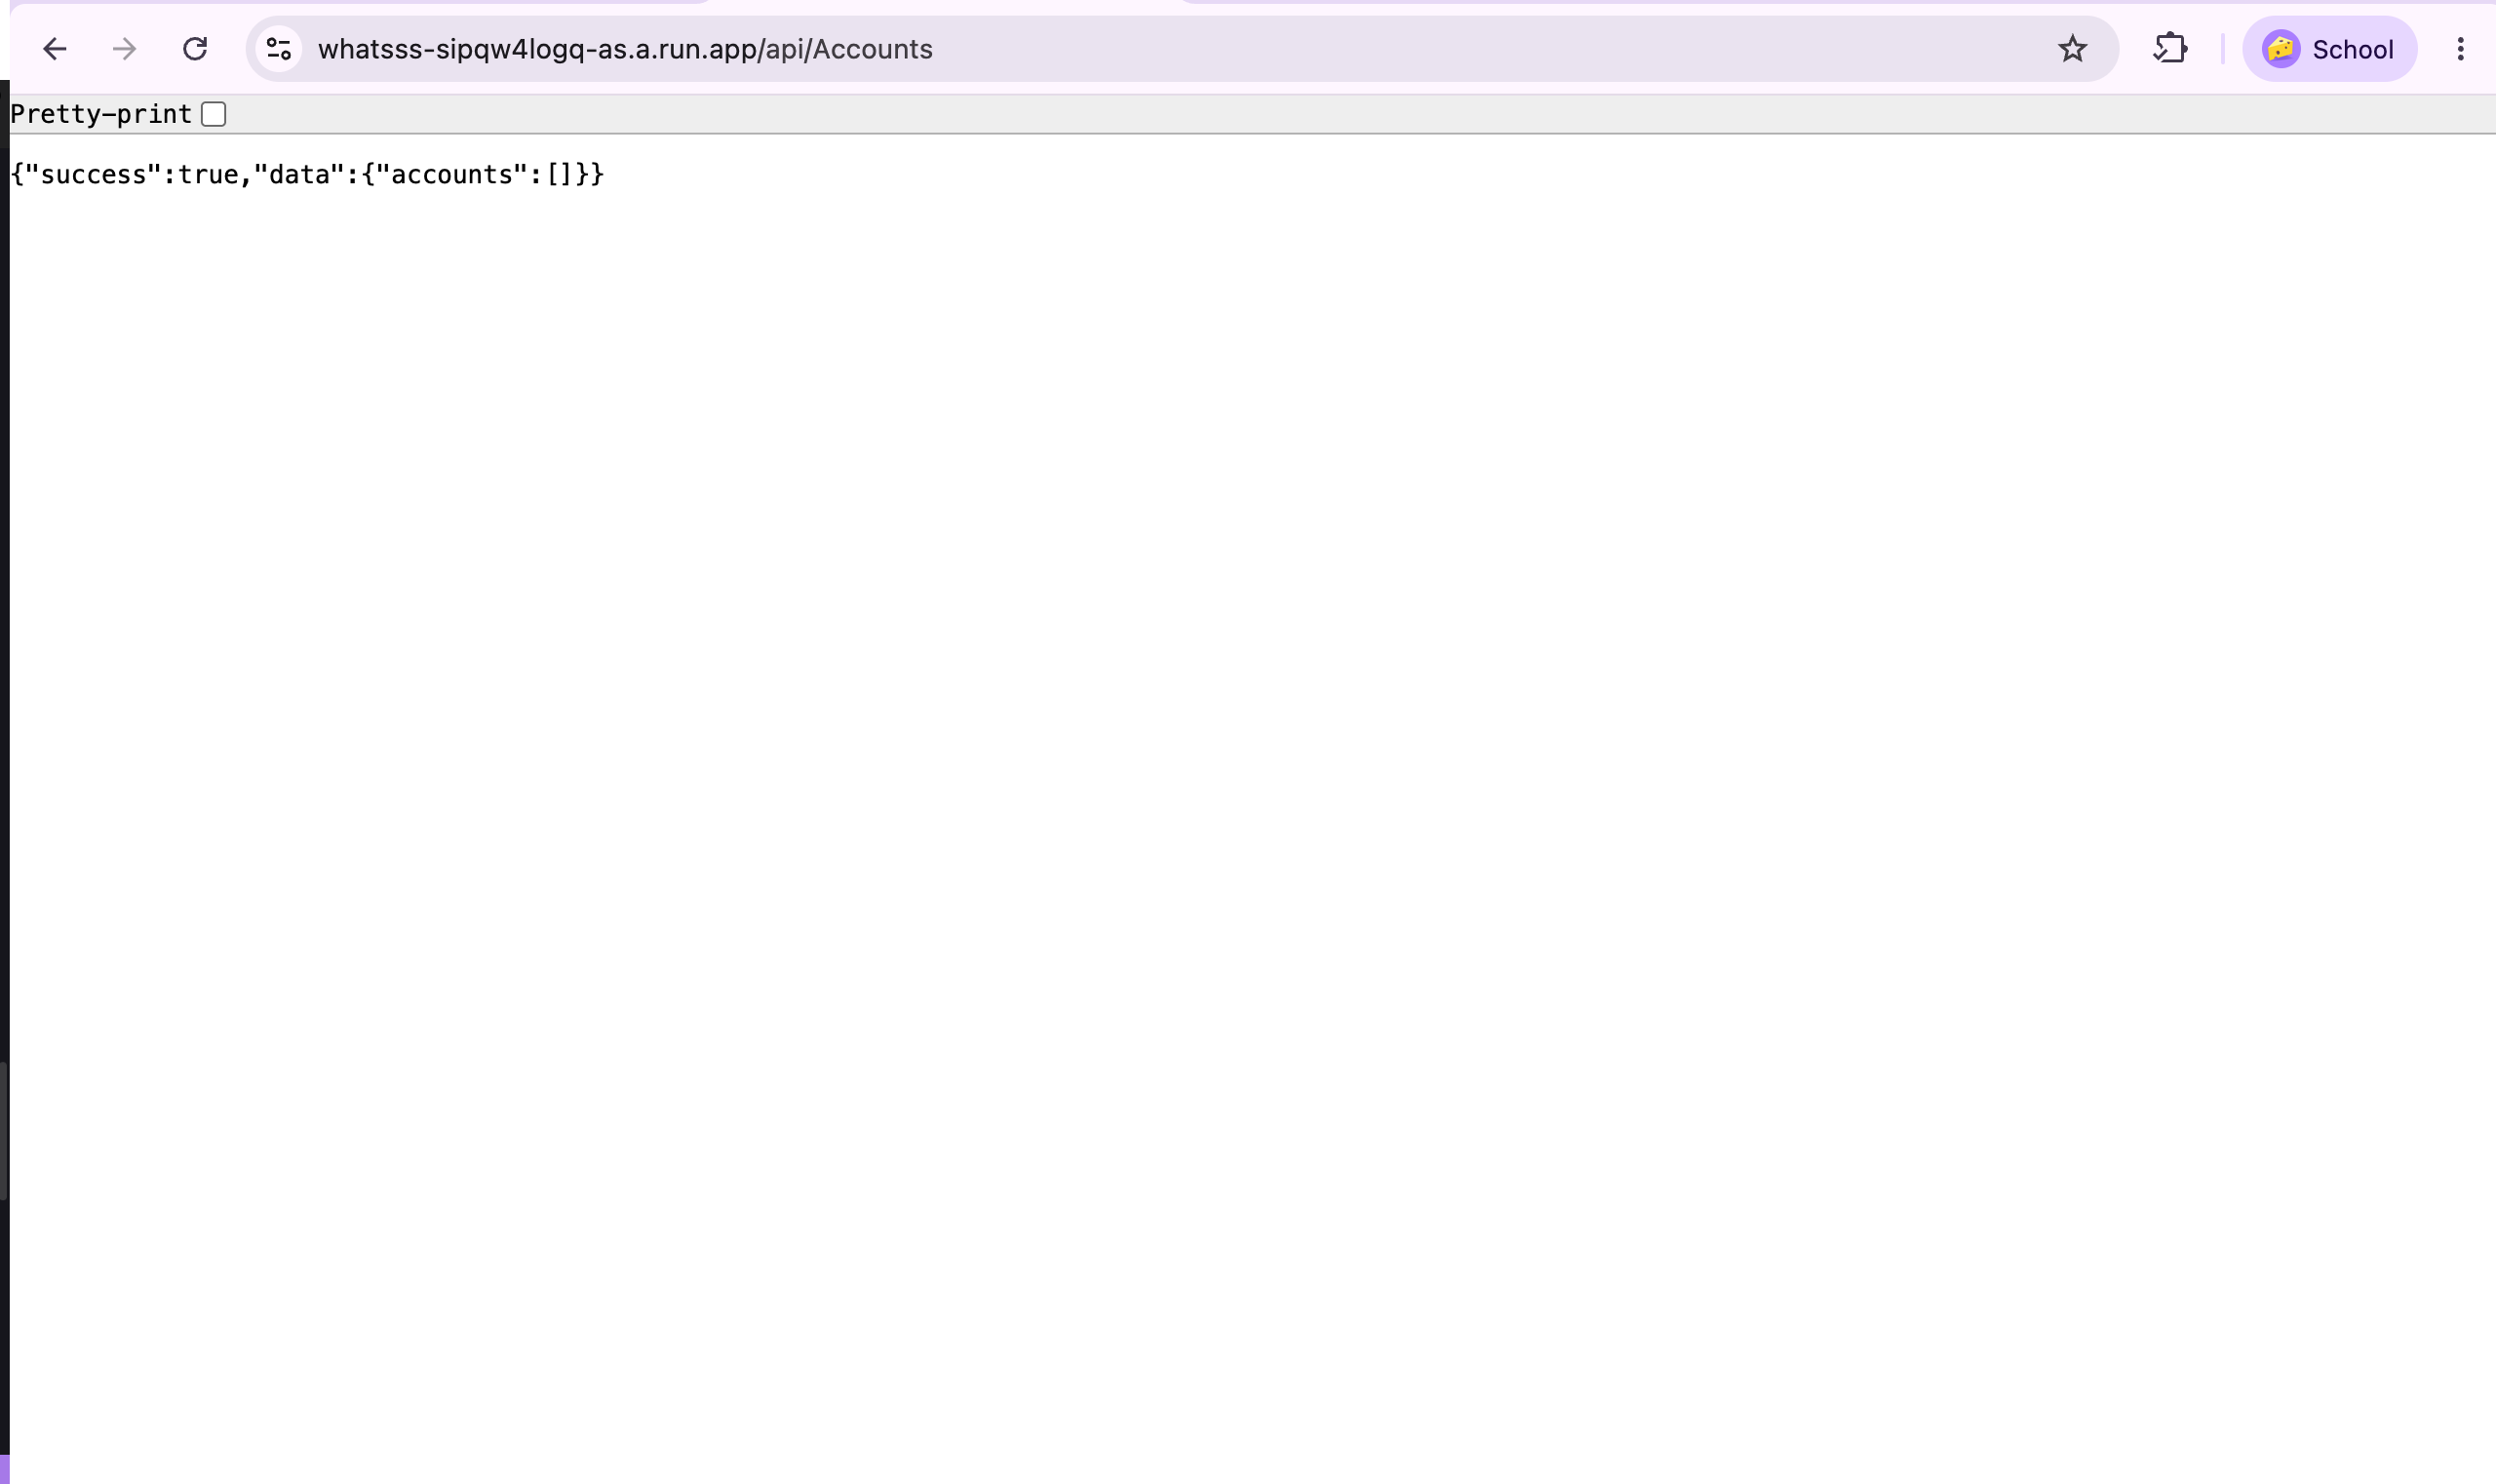 whatsss-sipqw4logq-as.a.run.app/api/Accounts
School
Pretty-print
{"success":true,"data":{"accounts":[]}}